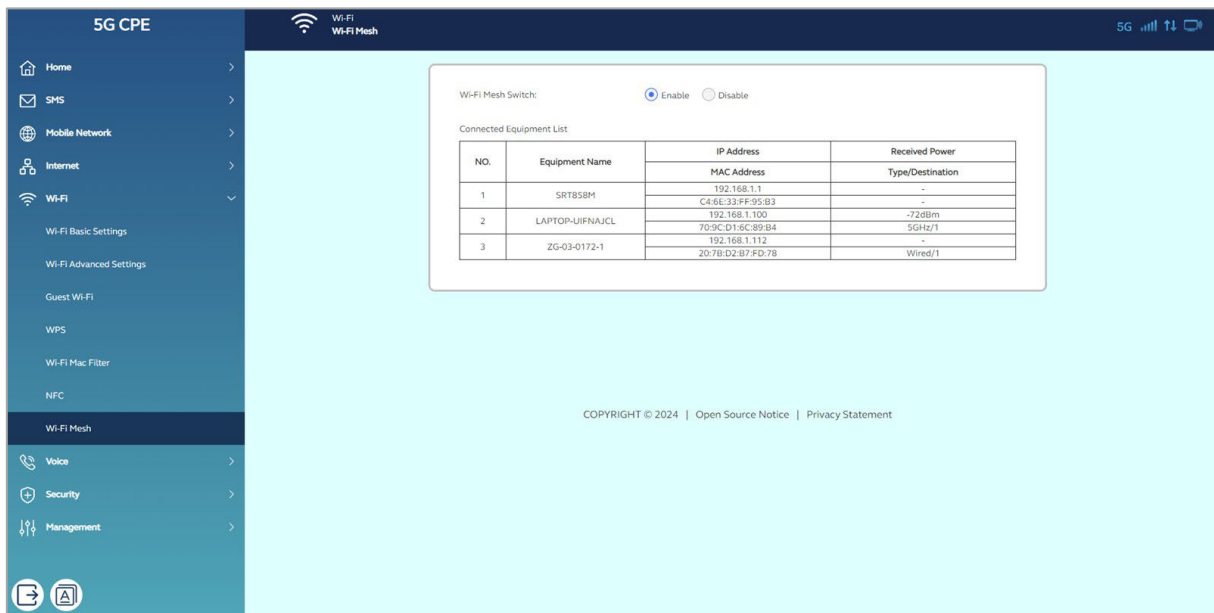 5G CPE
Wi-Fi
Wi-Fi Mesh
5G
Home
SMS
Mobile Network
Internet
Wi-Fi
Wi-Fi Basic Settings
Wi-Fi Advanced Settings
Guest Wi-Fi
WPS
Wi-Fi Mac Filter
NFC
Wi-Fi Mesh
Voice
Security
Management
A
Wi-Fi Mesh Switch: Enable Disable
Connected Equipment List
NO. Equipment Name IP Address Received Power
MAC Address Type/Destination
1 SRT858M 192.168.1.1 -
C4:6E:33:FF:95:B3 -
2 LAPTOP-UIFNAJCL 192.168.1.100 -72dBm
70:9C:D1:6C:89:B4 5GHz/1
3 ZG-03-0172-1 192.168.1.112 -
20:7B:D2:B7:FD:78 Wired/1
COPYRIGHT © 2024 | Open Source Notice | Privacy Statement